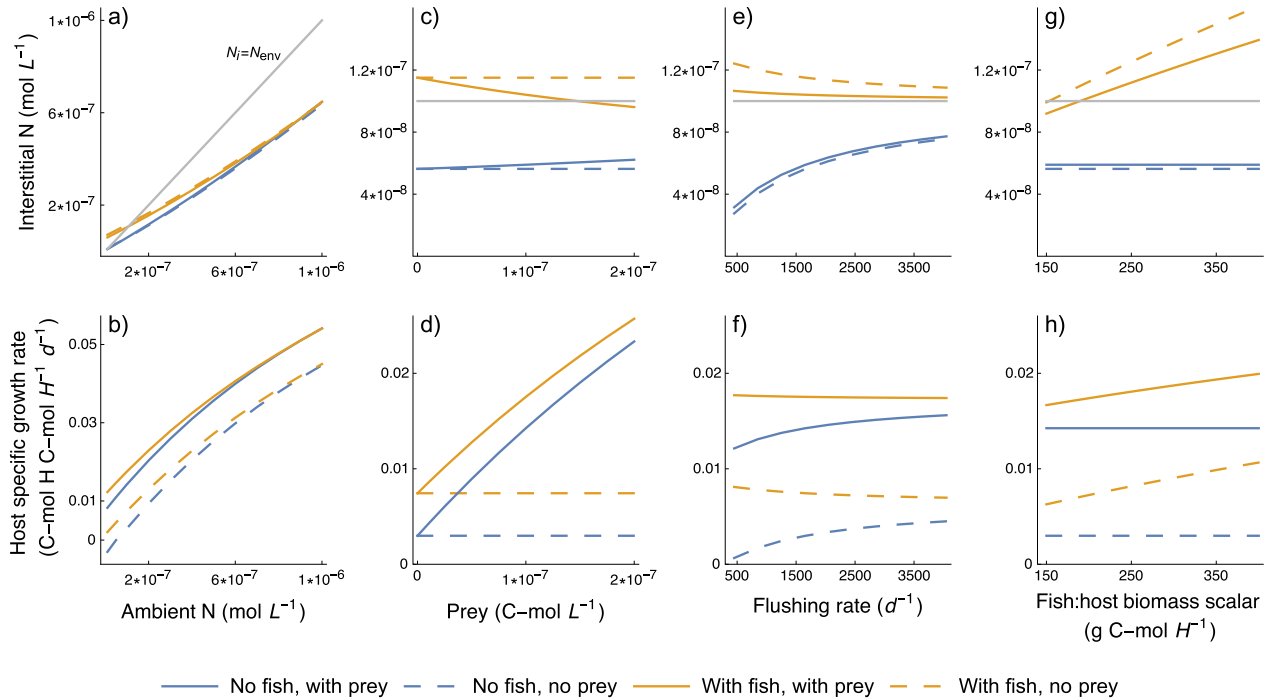 a)
c)
e)
g)
Interstitial N (mol L⁻¹)
1*10⁻⁶
6*10⁻⁷
2*10⁻⁷
Nᵢ=Nₑₙᵥ
2*10⁻⁷ 6*10⁻⁷ 1*10⁻⁶
1.2*10⁻⁷
8*10⁻⁸
4*10⁻⁸
0 1*10⁻⁷ 2*10⁻⁷
1.2*10⁻⁷
8*10⁻⁸
4*10⁻⁸
500 1500 2500 3500
1.2*10⁻⁷
8*10⁻⁸
4*10⁻⁸
150 250 350
b)
d)
f)
h)
Host specific growth rate
(C−mol H C−mol H⁻¹ d⁻¹)
0.05
0.03
0.01
0
2*10⁻⁷ 6*10⁻⁷ 1*10⁻⁶
0.02
0.01
0
0 1*10⁻⁷ 2*10⁻⁷
0.02
0.01
0
500 1500 2500 3500
0.02
0.01
0
150 250 350
Ambient N (mol L⁻¹)
Prey (C−mol L⁻¹)
Flushing rate (d⁻¹)
Fish:host biomass scalar
(g C−mol H⁻¹)
No fish, with prey
No fish, no prey
With fish, with prey
With fish, no prey